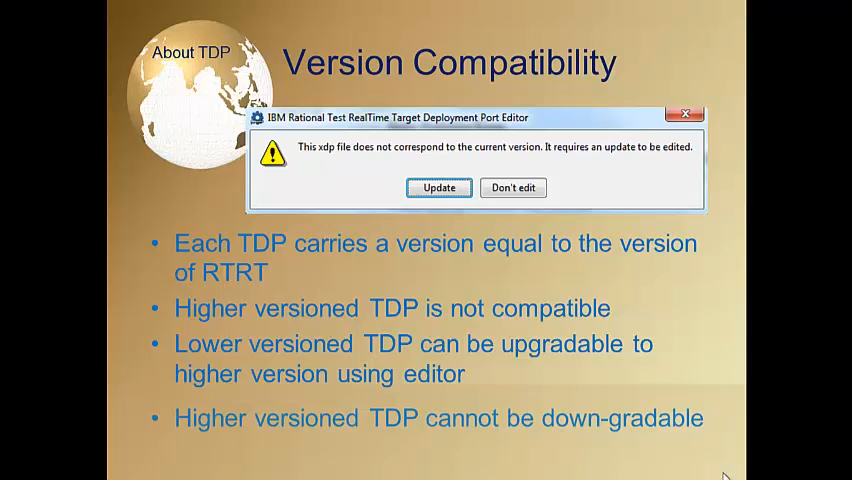 About TDP
Version Compatibility
IBM Rational Test RealTime Target Deployment Port Editor
This xdp file does not correspond to the current version. It requires an update to be edited.
Update Don't edit
• Each TDP carries a version equal to the version
of RTRT
• Higher versioned TDP is not compatible
• Lower versioned TDP can be upgradable to
higher version using editor
• Higher versioned TDP cannot be down-gradable